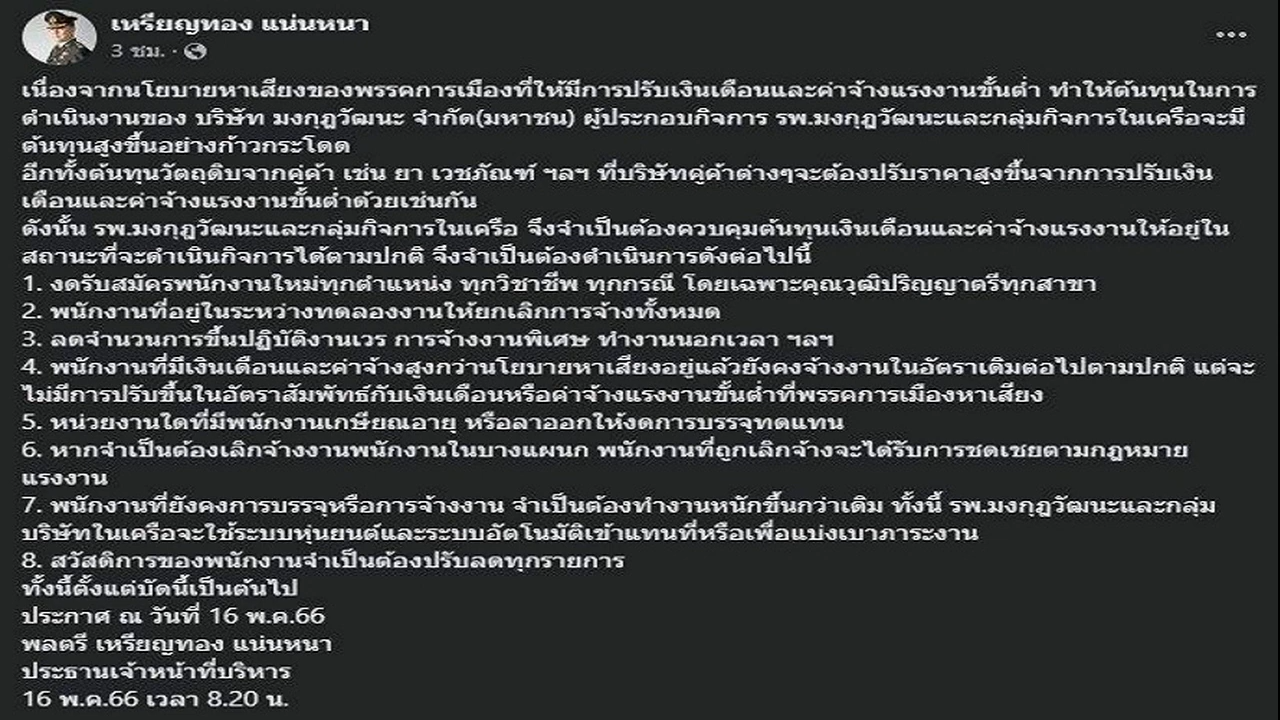 เหรียญทอง แน่นหนา
3 ชม. ·
เนื่องจากนโยบายหาเสียงของพรรคการเมืองที่ให้มีการปรับเงินเดือนและค่าจ้างแรงงานขั้นต่ำ ทำให้ต้นทุนในการ
ดำเนินงานของ บริษัท มงกุฎวัฒนะ จำกัด(มหาชน) ผู้ประกอบกิจการ รพ.มงกุฎวัฒนะและกลุ่มกิจการในเครือจะมี
ต้นทุนสูงขึ้นอย่างก้าวกระโดด
อีกทั้งต้นทุนวัตถุดิบจากคู่ค้า เช่น ยา เวชภัณฑ์ ฯลฯ ที่บริษัทคู่ค้าต่างๆจะต้องปรับราคาสูงขึ้นจากการปรับเงิน
เดือนและค่าจ้างแรงงานขั้นต่ำด้วยเช่นกัน
ดังนั้น รพ.มงกุฎวัฒนะและกลุ่มกิจการในเครือ จึงจำเป็นต้องควบคุมต้นทุนเงินเดือนและค่าจ้างแรงงานให้อยู่ใน
สถานะที่จะดำเนินกิจการได้ตามปกติ จึงจำเป็นต้องดำเนินการดังต่อไปนี้
1. งดรับสมัครพนักงานใหม่ทุกตำแหน่ง ทุกวิชาชีพ ทุกกรณี โดยเฉพาะคุณวุฒิปริญญาตรีทุกสาขา
2. พนักงานที่อยู่ในระหว่างทดลองงานให้ยกเลิกการจ้างทั้งหมด
3. ลดจำนวนการขึ้นปฏิบัติงานเวร การจ้างงานพิเศษ ทำงานนอกเวลา ฯลฯ
4. พนักงานที่มีเงินเดือนและค่าจ้างสูงกว่านโยบายหาเสียงอยู่แล้วยังคงจ้างงานในอัตราเดิมต่อไปตามปกติ แต่จะ
ไม่มีการปรับขึ้นในอัตราสัมพัทธ์กับเงินเดือนหรือค่าจ้างแรงงานขั้นต่ำที่พรรคการเมืองหาเสียง
5. หน่วยงานใดที่มีพนักงานเกษียณอายุ หรือลาออกให้งดการบรรจุทดแทน
6. หากจำเป็นต้องเลิกจ้างงานพนักงานในบางแผนก พนักงานที่ถูกเลิกจ้างจะได้รับการชดเชยตามกฎหมาย
แรงงาน
7. พนักงานที่ยังคงการบรรจุหรือการจ้างงาน จำเป็นต้องทำงานหนักขึ้นกว่าเดิม ทั้งนี้ รพ.มงกุฎวัฒนะและกลุ่ม
บริษัทในเครือจะใช้ระบบหุ่นยนต์และระบบอัตโนมัติเข้าแทนที่หรือเพื่อแบ่งเบาภาระงาน
8. สวัสดิการของพนักงานจำเป็นต้องปรับลดทุกรายการ
ทั้งนี้ตั้งแต่บัดนี้เป็นต้นไป
ประกาศ ณ วันที่ 16 พ.ค.66
พลตรี เหรียญทอง แน่นหนา
ประธานเจ้าหน้าที่บริหาร
16 พ.ค.66 เวลา 8.20 น.